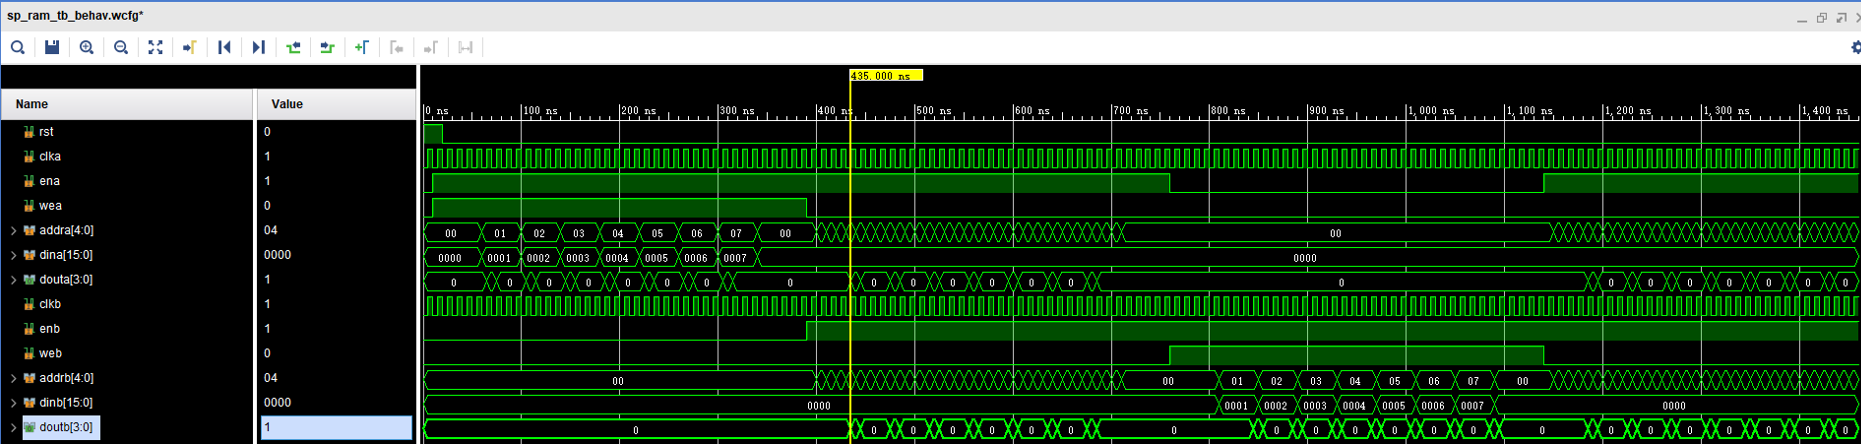 sp_ram_tb_behav.wcfg*
435.000 ns
Name Value
0 ns 100 ns 200 ns 300 ns 400 ns 500 ns 600 ns 700 ns 800 ns 900 ns 1,000 ns 1,100 ns 1,200 ns 1,300 ns 1,400 ns
rst 0
clka 1
ena 1
wea 0
addra[4:0] 04 00 01 02 03 04 05 06 07 00 00
dina[15:0] 0000 0000 0001 0002 0003 0004 0005 0006 0007 0000
douta[3:0] 1 0 0 0 0 0 0 0 0 0 0 0 0 0 0 0 0 0 0 0 0 0 0
clkb 1
enb 1
web 0
addrb[4:0] 04 00 00 01 02 03 04 05 06 07 00
dinb[15:0] 0000 0000 0001 0002 0003 0004 0005 0006 0007 0000
doutb[3:0] 1 0 0 0 0 0 0 0 0 0 0 0 0 0 0 0 0 0 0 0 0 0 0